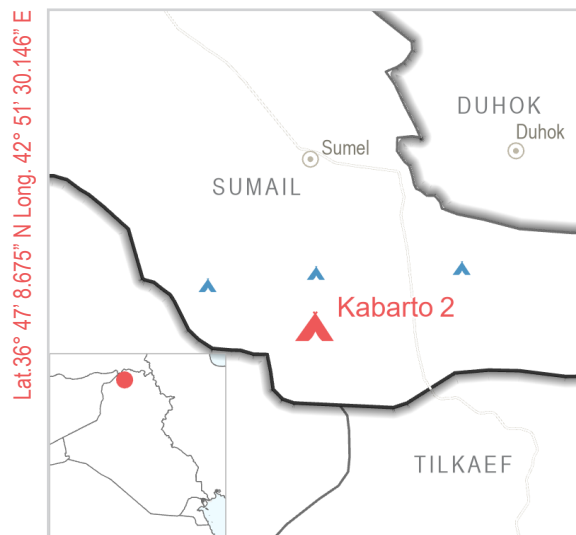 Lat.36° 47' 8.675” N Long. 42° 51' 30.146” E
DUHOK
Duhok
Sumel
SUMAIL
Kabarto 2
TILKAEF